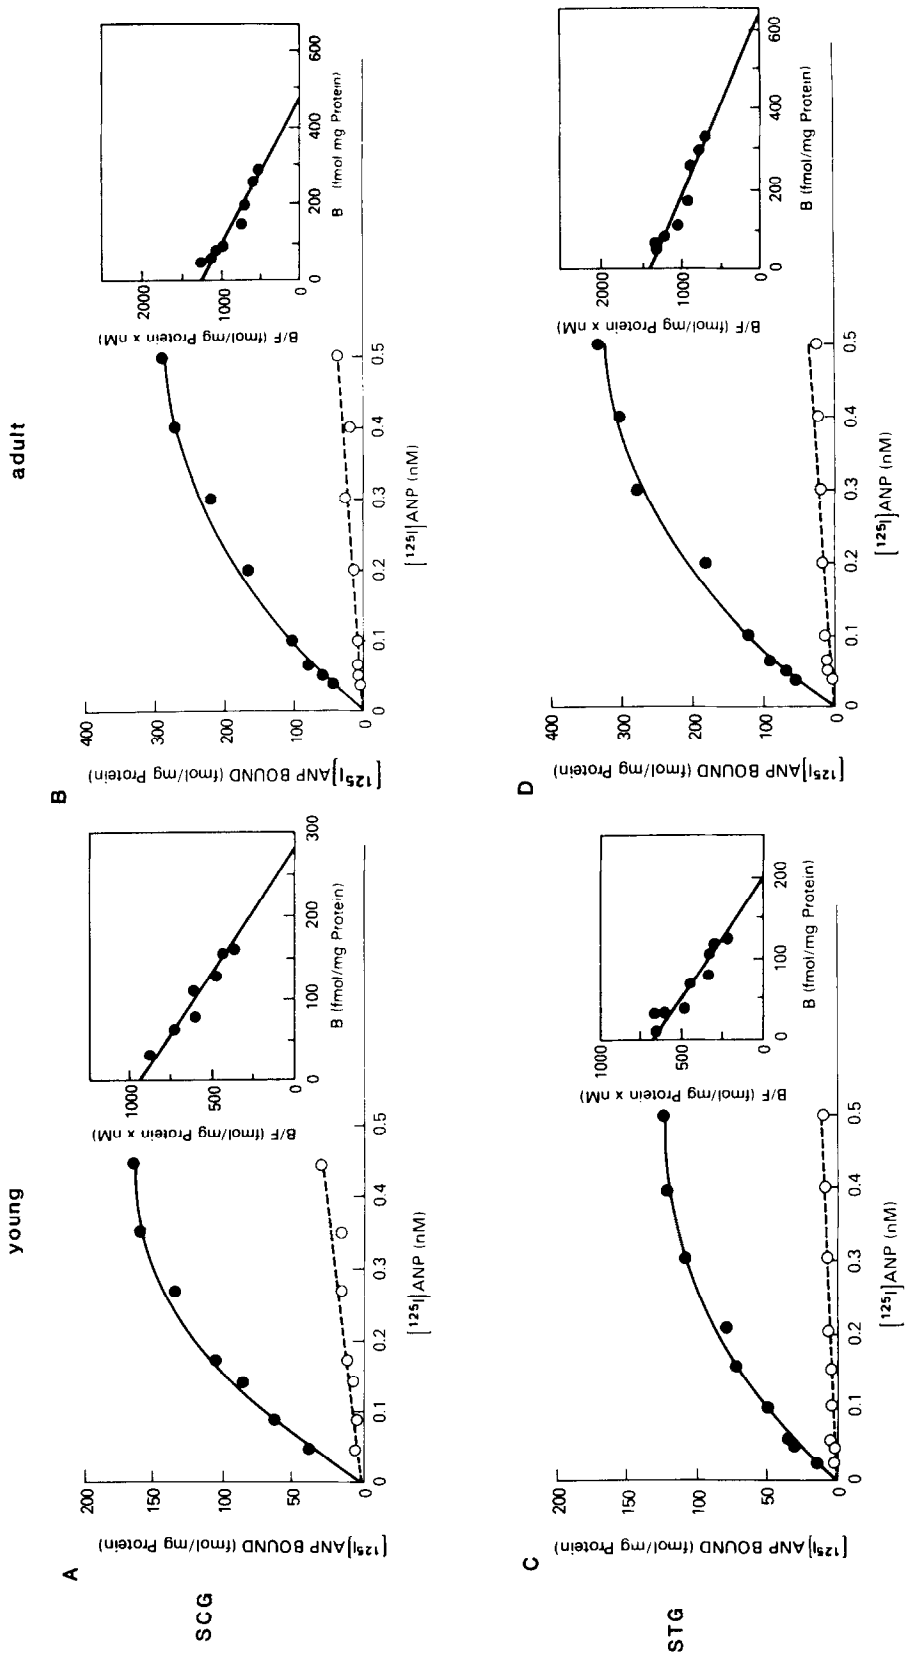 young
adult
SCG
A
[125I]ANP BOUND (fmol/mg Protein)
200
150
100
50
0
0 0.1 0.2 0.3 0.4 0.5
[125I]ANP (nM)
B/F (fmol/mg Protein x nM)
1000
500
0
0 100 200 300
B (fmol/mg Protein)
B
[125I]ANP BOUND (fmol/mg Protein)
400
300
200
100
0
0 0.1 0.2 0.3 0.4 0.5
[125I]ANP (nM)
B/F (fmol/mg Protein x nM)
2000
1000
0
0 200 400 600
B (fmol/mg Protein)
STG
C
[125I]ANP BOUND (fmol/mg Protein)
200
150
100
50
0
0 0.1 0.2 0.3 0.4 0.5
[125I]ANP (nM)
B/F (fmol/mg Protein x nM)
1000
500
0
0 100 200
B (fmol/mg Protein)
D
[125I]ANP BOUND (fmol/mg Protein)
400
300
200
100
0
0 0.1 0.2 0.3 0.4 0.5
[125I]ANP (nM)
B/F (fmol/mg Protein x nM)
2000
1000
0
0 200 400 600
B (fmol/mg Protein)